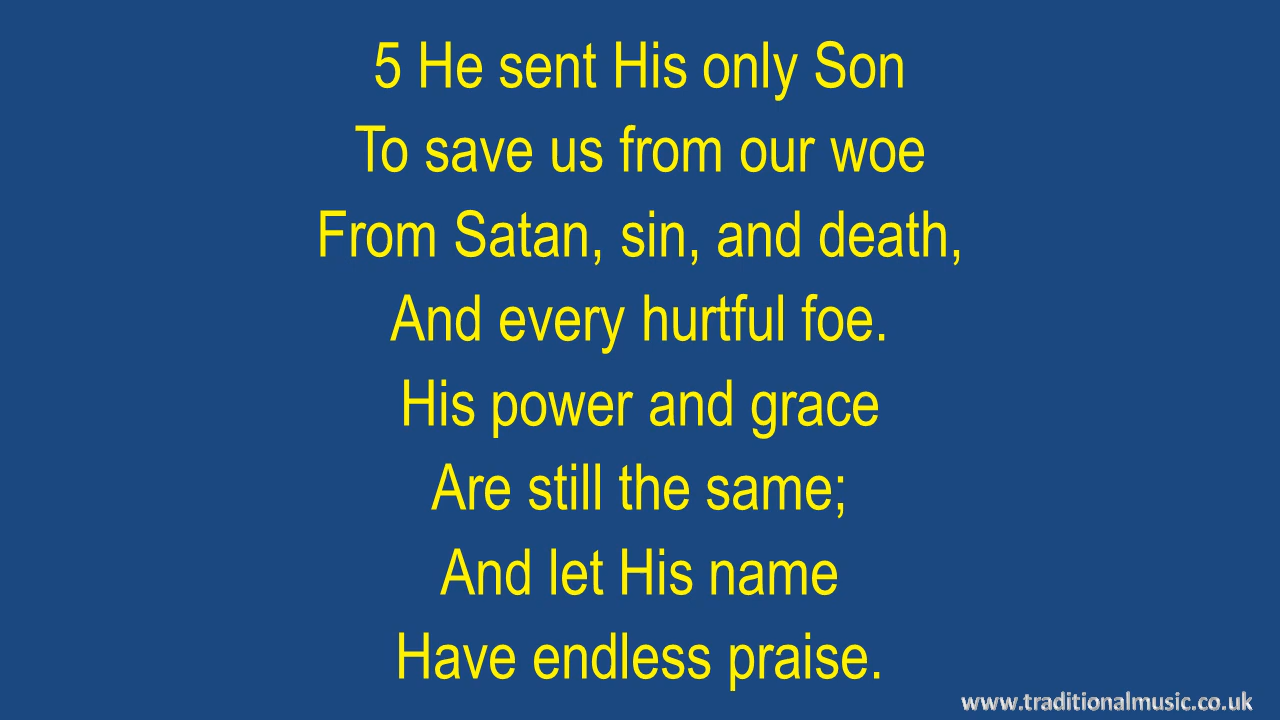 5 He sent His only Son
To save us from our woe
From Satan, sin, and death,
And every hurtful foe.
His power and grace
Are still the same;
And let His name
Have endless praise.
www.traditionalmusic.co.uk